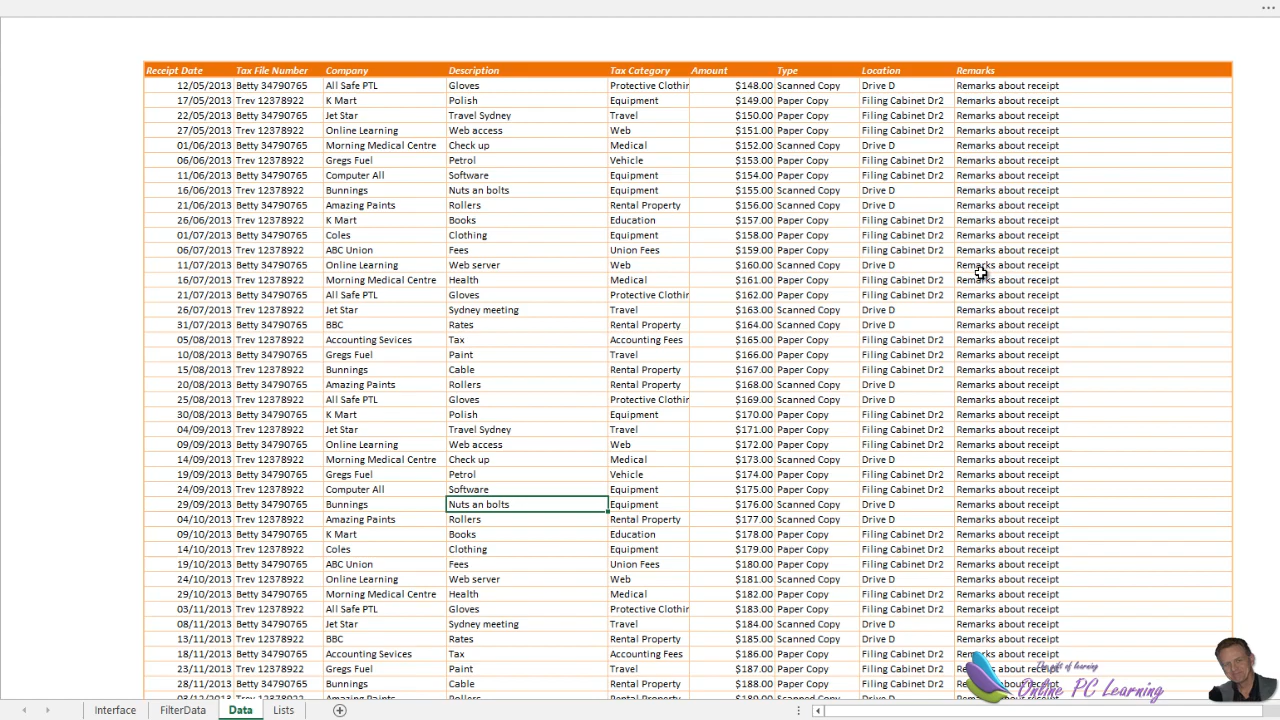 Receipt Date Tax File Number Company Description Tax Category Amount Type Location Remarks
12/05/2013 Betty 34790765 All Safe PTL Gloves Protective Clothin $148.00 Scanned Copy Drive D Remarks about receipt
17/05/2013 Trev 12378922 K Mart Polish Equipment $149.00 Paper Copy Filing Cabinet Dr2 Remarks about receipt
22/05/2013 Betty 34790765 Jet Star Travel Sydney Travel $150.00 Paper Copy Filing Cabinet Dr2 Remarks about receipt
27/05/2013 Trev 12378922 Online Learning Web access Web $151.00 Paper Copy Filing Cabinet Dr2 Remarks about receipt
01/06/2013 Betty 34790765 Morning Medical Centre Check up Medical $152.00 Scanned Copy Drive D Remarks about receipt
06/06/2013 Trev 12378922 Gregs Fuel Petrol Vehicle $153.00 Paper Copy Filing Cabinet Dr2 Remarks about receipt
11/06/2013 Betty 34790765 Computer All Software Equipment $154.00 Paper Copy Filing Cabinet Dr2 Remarks about receipt
16/06/2013 Betty 34790765 Bunnings Nuts an bolts Equipment $155.00 Scanned Copy Drive D Remarks about receipt
21/06/2013 Trev 12378922 Amazing Paints Rollers Rental Property $156.00 Scanned Copy Drive D Remarks about receipt
26/06/2013 Trev 12378922 K Mart Books Education $157.00 Paper Copy Filing Cabinet Dr2 Remarks about receipt
01/07/2013 Betty 34790765 Coles Clothing Equipment $158.00 Paper Copy Filing Cabinet Dr2 Remarks about receipt
06/07/2013 Trev 12378922 ABC Union Fees Union Fees $159.00 Paper Copy Filing Cabinet Dr2 Remarks about receipt
11/07/2013 Betty 34790765 Online Learning Web server Web $160.00 Scanned Copy Drive D Remarks about receipt
16/07/2013 Trev 12378922 Morning Medical Centre Health Medical $161.00 Paper Copy Filing Cabinet Dr2 Remarks about receipt
21/07/2013 Betty 34790765 All Safe PTL Gloves Protective Clothin $162.00 Paper Copy Filing Cabinet Dr2 Remarks about receipt
26/07/2013 Trev 12378922 Jet Star Sydney meeting Travel $163.00 Scanned Copy Drive D Remarks about receipt
31/07/2013 Betty 34790765 BBC Rates Rental Property $164.00 Scanned Copy Drive D Remarks about receipt
05/08/2013 Trev 12378922 Accounting Sevices Tax Accounting Fees $165.00 Paper Copy Filing Cabinet Dr2 Remarks about receipt
10/08/2013 Betty 34790765 Gregs Fuel Paint Travel $166.00 Paper Copy Filing Cabinet Dr2 Remarks about receipt
15/08/2013 Trev 12378922 Bunnings Cable Rental Property $167.00 Paper Copy Filing Cabinet Dr2 Remarks about receipt
20/08/2013 Betty 34790765 Amazing Paints Rollers Rental Property $168.00 Scanned Copy Drive D Remarks about receipt
25/08/2013 Trev 12378922 All Safe PTL Gloves Protective Clothin $169.00 Scanned Copy Drive D Remarks about receipt
30/08/2013 Betty 34790765 K Mart Polish Equipment $170.00 Paper Copy Filing Cabinet Dr2 Remarks about receipt
04/09/2013 Trev 12378922 Jet Star Travel Sydney Travel $171.00 Paper Copy Filing Cabinet Dr2 Remarks about receipt
09/09/2013 Betty 34790765 Online Learning Web access Web $172.00 Paper Copy Filing Cabinet Dr2 Remarks about receipt
14/09/2013 Trev 12378922 Morning Medical Centre Check up Medical $173.00 Scanned Copy Drive D Remarks about receipt
19/09/2013 Betty 34790765 Gregs Fuel Petrol Vehicle $174.00 Paper Copy Filing Cabinet Dr2 Remarks about receipt
24/09/2013 Trev 12378922 Computer All Software Equipment $175.00 Paper Copy Filing Cabinet Dr2 Remarks about receipt
29/09/2013 Betty 34790765 Bunnings Nuts an bolts Equipment $176.00 Scanned Copy Drive D Remarks about receipt
04/10/2013 Trev 12378922 Amazing Paints Rollers Rental Property $177.00 Scanned Copy Drive D Remarks about receipt
09/10/2013 Betty 34790765 K Mart Books Education $178.00 Paper Copy Filing Cabinet Dr2 Remarks about receipt
14/10/2013 Trev 12378922 Coles Clothing Equipment $179.00 Paper Copy Filing Cabinet Dr2 Remarks about receipt
19/10/2013 Betty 34790765 ABC Union Fees Union Fees $180.00 Paper Copy Filing Cabinet Dr2 Remarks about receipt
24/10/2013 Trev 12378922 Online Learning Web server Web $181.00 Scanned Copy Drive D Remarks about receipt
29/10/2013 Betty 34790765 Morning Medical Centre Health Medical $182.00 Paper Copy Filing Cabinet Dr2 Remarks about receipt
03/11/2013 Trev 12378922 All Safe PTL Gloves Protective Clothin $183.00 Paper Copy Filing Cabinet Dr2 Remarks about receipt
08/11/2013 Trev 12378922 Jet Star Sydney meeting Travel $184.00 Scanned Copy Drive D Remarks about receipt
13/11/2013 Trev 12378922 BBC Rates Rental Property $185.00 Scanned Copy Drive D Remarks about receipt
18/11/2013 Betty 34790765 Accounting Sevices Tax Accounting Fees $186.00 Paper Copy Filing Cabinet Dr2 Remarks about receipt
23/11/2013 Trev 12378922 Gregs Fuel Paint Travel $187.00 Paper Copy Filing Cabinet Dr2 Remarks about receipt
28/11/2013 Betty 34790765 Bunnings Cable Rental Property $188.00 Paper Copy Filing Cabinet Dr2 Remarks about receipt
The gift of learning
Online PC Learning
Interface FilterData Data Lists